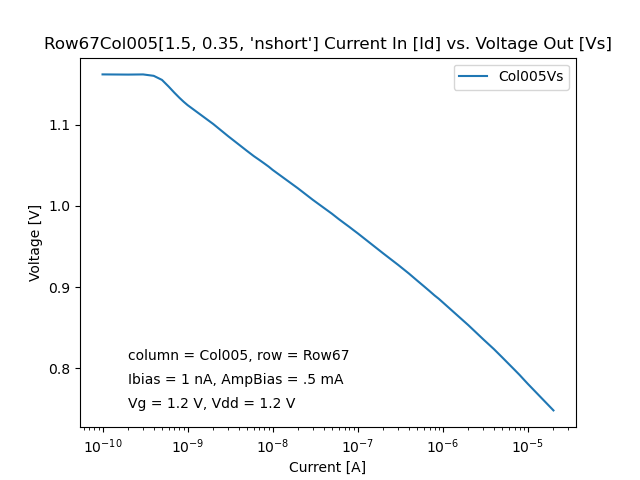 Row67Col005[1.5, 0.35, 'nshort'] Current In [Id] vs. Voltage Out [Vs]
Col005Vs
1.1
1.0
0.9
0.8
Voltage [V]
column = Col005, row = Row67
Ibias = 1 nA, AmpBias = .5 mA
Vg = 1.2 V, Vdd = 1.2 V
10⁻¹⁰ 10⁻⁹ 10⁻⁸ 10⁻⁷ 10⁻⁶ 10⁻⁵
Current [A]